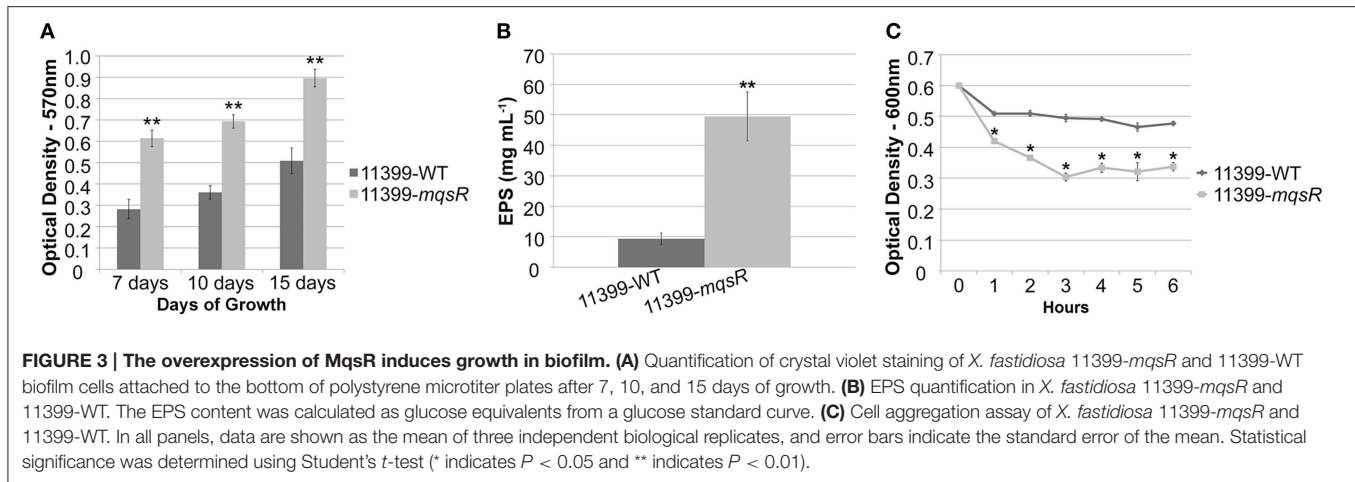 A
Optical Density - 570nm
1.0
0.9
0.8
0.7
0.6
0.5
0.4
0.3
0.2
0.1
0
**
**
**
7 days
10 days
15 days
Days of Growth
11399-WT
11399-mqsR
B
EPS (mg mL⁻¹)
70
60
50
40
30
20
10
0
**
11399-WT
11399-mqsR
C
Optical Density - 600nm
0.7
0.6
0.5
0.4
0.3
0.2
0.1
0
*
*
*
*
*
*
0 1 2 3 4 5 6
Hours
11399-WT
11399-mqsR
FIGURE 3 | The overexpression of MqsR induces growth in biofilm. (A) Quantification of crystal violet staining of X. fastidiosa 11399-mqsR and 11399-WT
biofilm cells attached to the bottom of polystyrene microtiter plates after 7, 10, and 15 days of growth. (B) EPS quantification in X. fastidiosa 11399-mqsR and
11399-WT. The EPS content was calculated as glucose equivalents from a glucose standard curve. (C) Cell aggregation assay of X. fastidiosa 11399-mqsR and
11399-WT. In all panels, data are shown as the mean of three independent biological replicates, and error bars indicate the standard error of the mean. Statistical
significance was determined using Student's t-test (* indicates P < 0.05 and ** indicates P < 0.01).